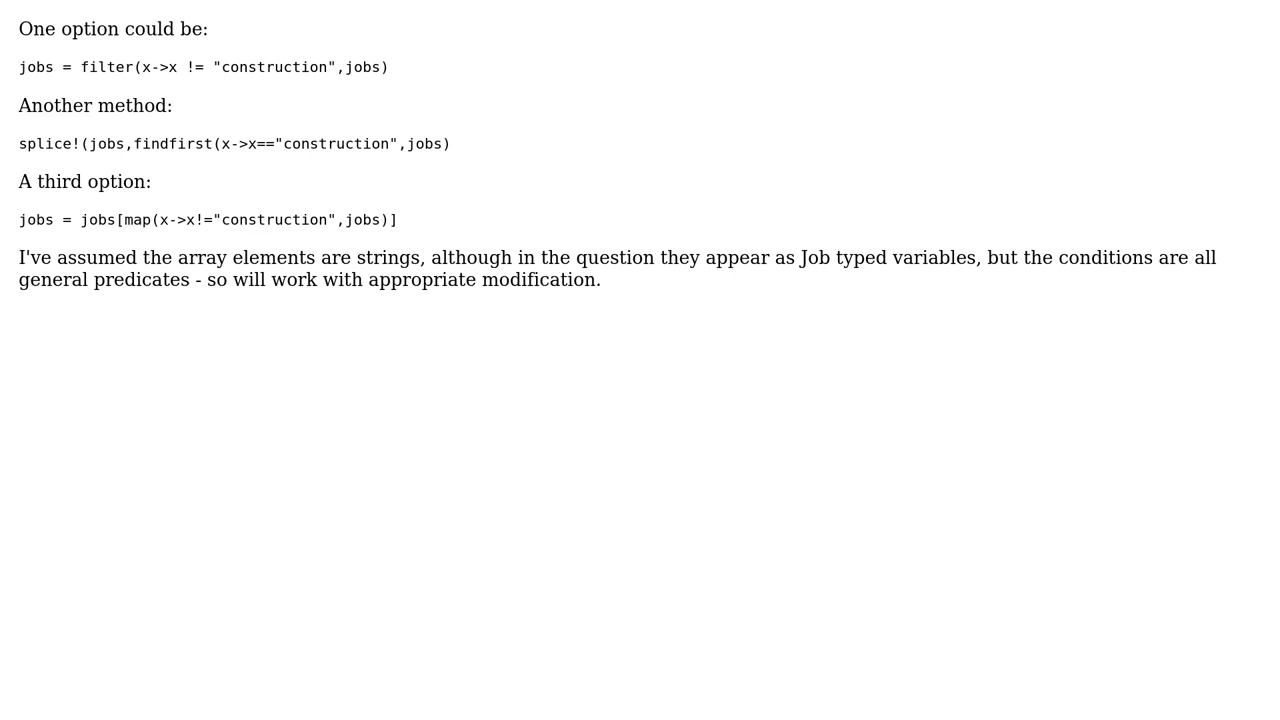 One option could be:
jobs = filter(x->x != "construction",jobs)
Another method:
splice!(jobs,findfirst(x->x=="construction",jobs)
A third option:
jobs = jobs[map(x->x!="construction",jobs)]
I've assumed the array elements are strings, although in the question they appear as Job typed variables, but the conditions are all
general predicates - so will work with appropriate modification.